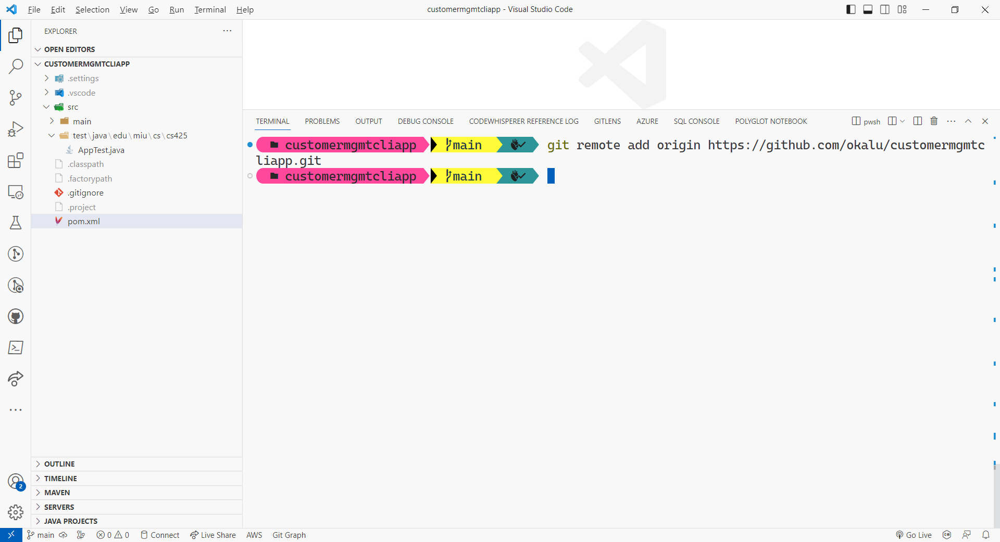 File Edit Selection View Go Run Terminal Help
customermgmtcliapp - Visual Studio Code
EXPLORER
OPEN EDITORS
CUSTOMERMGMTCLIAPP
.settings
.vscode
src
main
test\java\edu\miu\cs\cs425
AppTest.java
.classpath
.factorypath
.gitignore
.project
pom.xml
OUTLINE
TIMELINE
MAVEN
SERVERS
JAVA PROJECTS
TERMINAL PROBLEMS OUTPUT DEBUG CONSOLE CODEWHISPERER REFERENCE LOG GITLENS AZURE SQL CONSOLE POLYGLOT NOTEBOOK
pwsh
customermgmtcliapp main git remote add origin https://github.com/okalu/customermgmtc
liapp.git
customermgmtcliapp main
2
main 0 0 Connect Live Share AWS Git Graph
Go Live